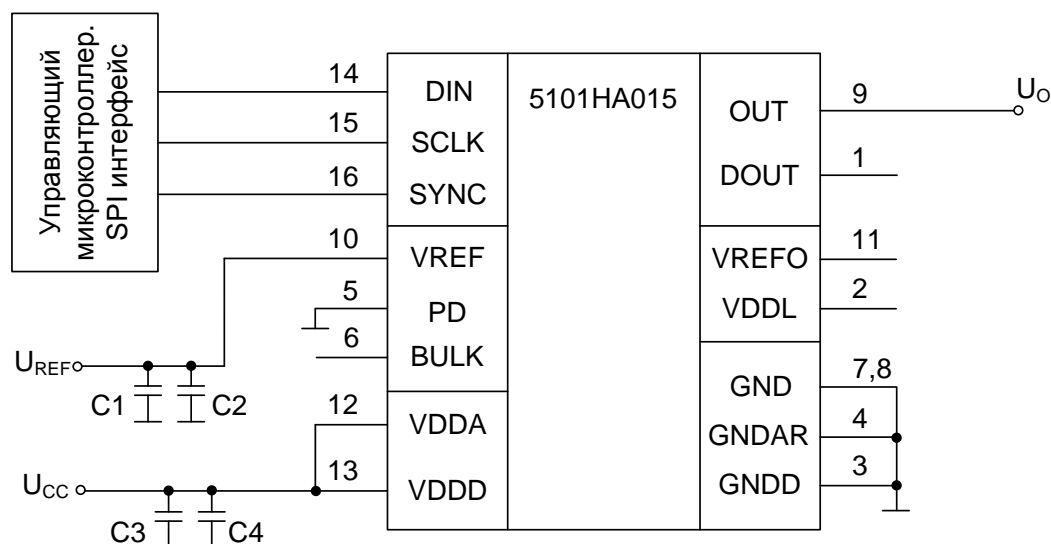 Управляющий
микроконтроллер.
SPI интерфейс
14
15
16
10
5
6
12
13
DIN
SCLK
SYNC
VREF
PD
BULK
VDDA
VDDD
5101НА015
OUT
DOUT
VREFO
VDDL
GND
GNDAR
GNDD
9
1
11
2
7,8
4
3
UO
UREF
C1
C2
UCC
C3
C4